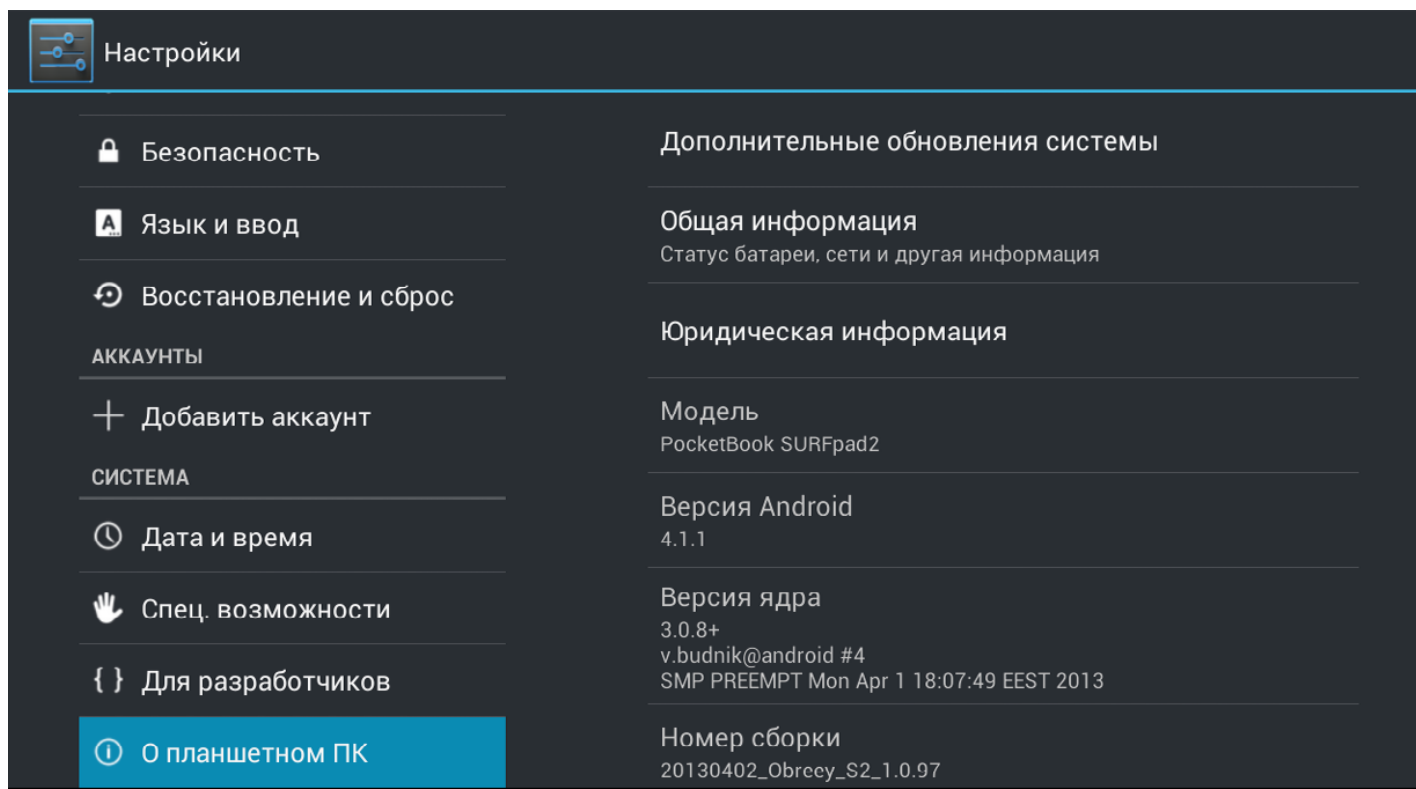 Настройки
Безопасность
Язык и ввод
Восстановление и сброс
АККАУНТЫ
Добавить аккаунт
СИСТЕМА
Дата и время
Спец. возможности
{ } Для разработчиков
О планшетном ПК
Дополнительные обновления системы
Общая информация
Статус батареи, сети и другая информация
Юридическая информация
Модель
PocketBook SURFpad2
Версия Android
4.1.1
Версия ядра
3.0.8+
v.budnik@android #4
SMP PREEMPT Mon Apr 1 18:07:49 EEST 2013
Номер сборки
20130402_Obreey_S2_1.0.97